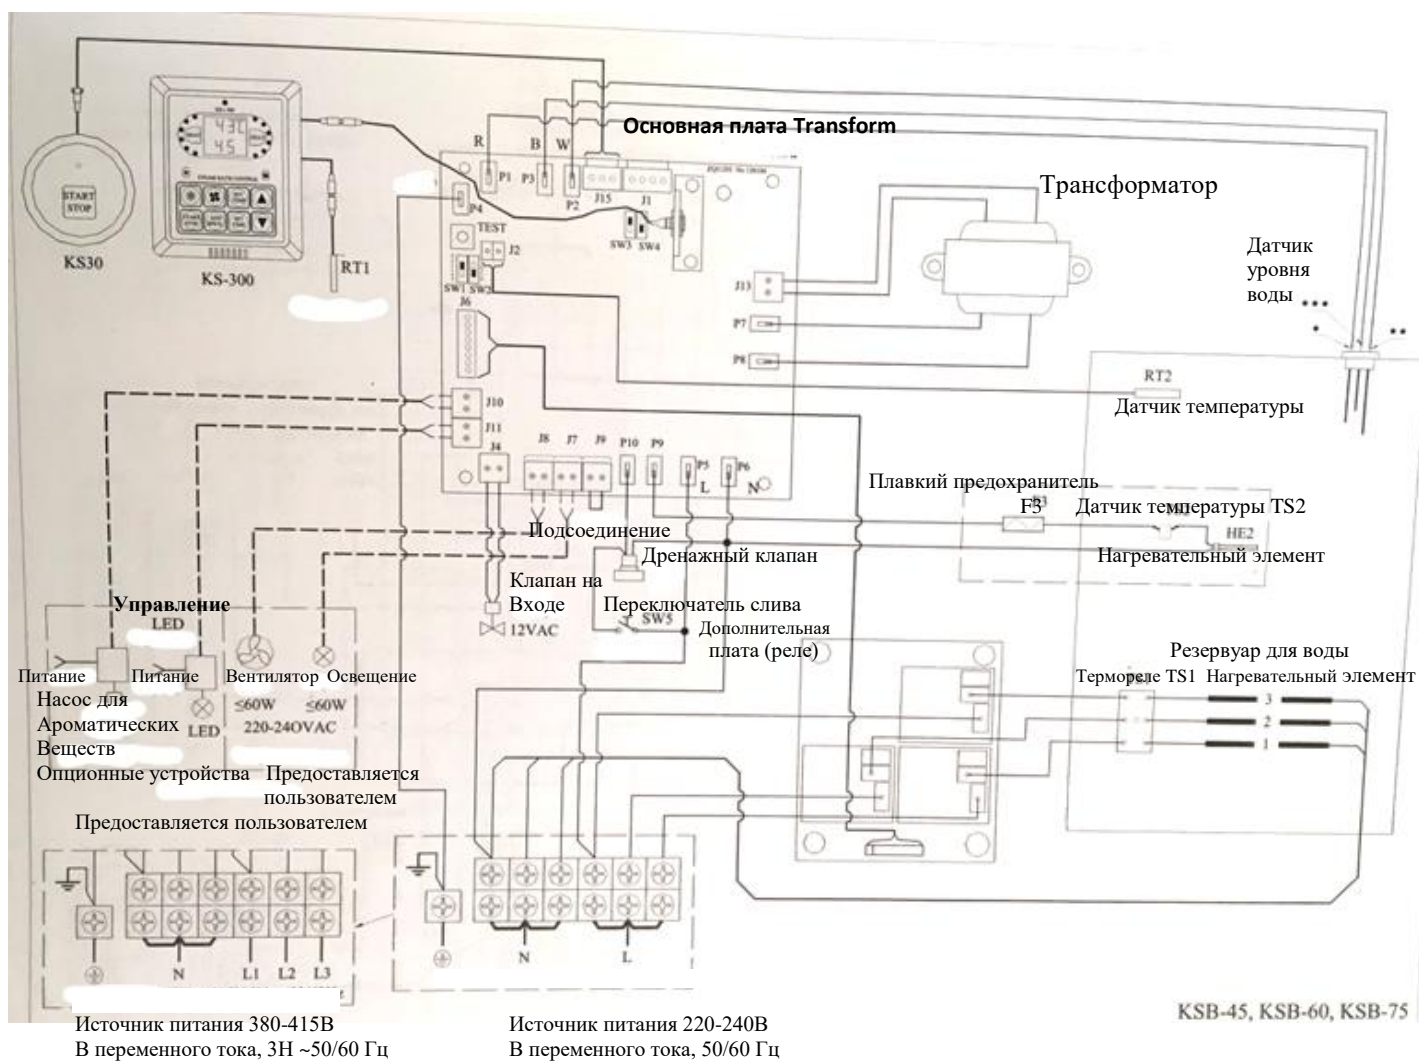 Основная плата Transform
Трансформатор
R
B
W
P1
P3
P2
J15
J1
P4
TEST
SW3
SW4
START
STOP
KS30
43C
45
KS-300
RT1
J2
SW1
SW2
J6
J13
P7
P8
Датчик
уровня
воды
RT2
Датчик температуры
J10
J11
J4
J8
J7
J9
P10
P9
P5
P6
L
N
Плавкий предохранитель
F3
Датчик температуры TS2
HE2
Нагревательный элемент
Подсоединение
Дренажный клапан
Клапан на
Входе
12VAC
Переключатель слива
SW5
Дополнительная
плата (реле)
Управление
LED
Питание
Питание
Вентилятор
Освещение
Насос для
Ароматических
Веществ
LED
≤60W
≤60W
220-240VAC
Опционные устройства
Предоставляется
пользователем
Предоставляется пользователем
Резервуар для воды
Термореле TS1
Нагревательный элемент
3
2
1
N
L1
L2
L3
N
L
KSB-45, KSB-60, KSB-75
Источник питания 380-415В
В переменного тока, 3Н ~50/60 Гц
Источник питания 220-240В
В переменного тока, 50/60 Гц